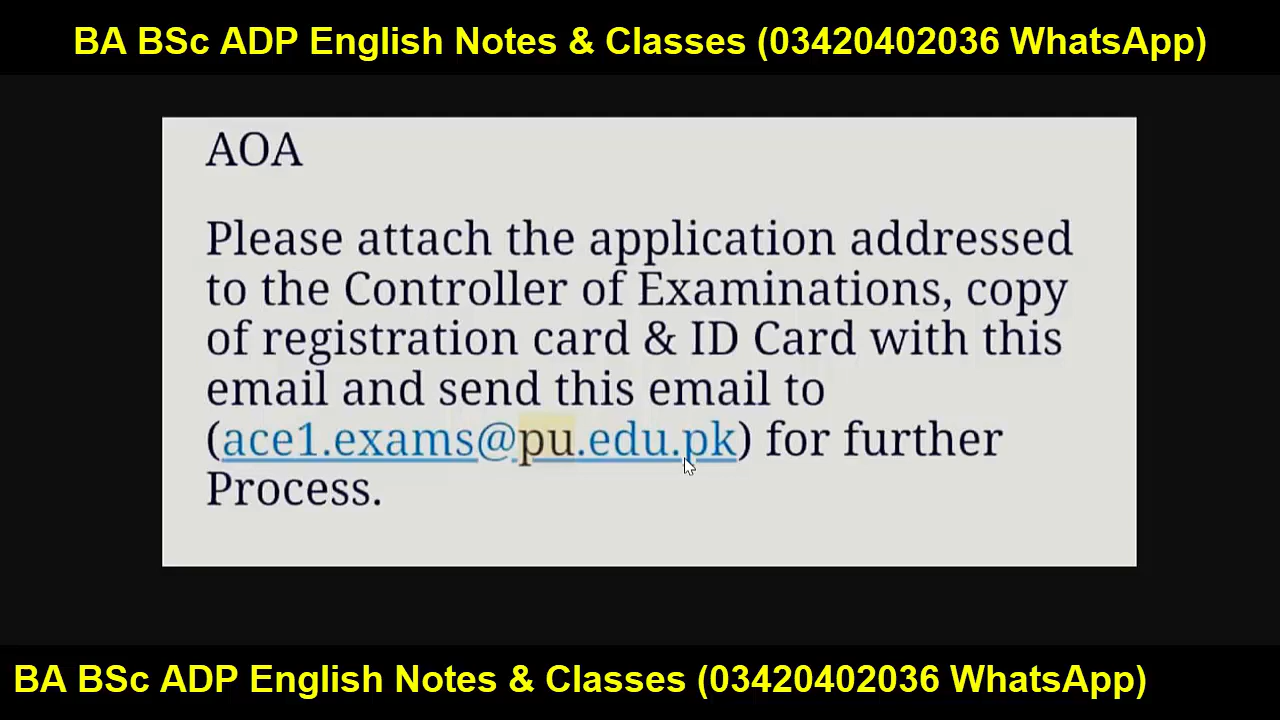 BA BSc ADP English Notes & Classes (03420402036 WhatsApp)
AOA
Please attach the application addressed
to the Controller of Examinations, copy
of registration card & ID Card with this
email and send this email to
(ace1.exams@pu.edu.pk) for further
Process.
BA BSc ADP English Notes & Classes (03420402036 WhatsApp)